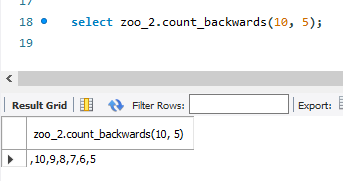 17
18 select zoo_2.count_backwards(10, 5);
19
Result Grid Filter Rows: Export:
zoo_2.count_backwards(10, 5)
,10,9,8,7,6,5